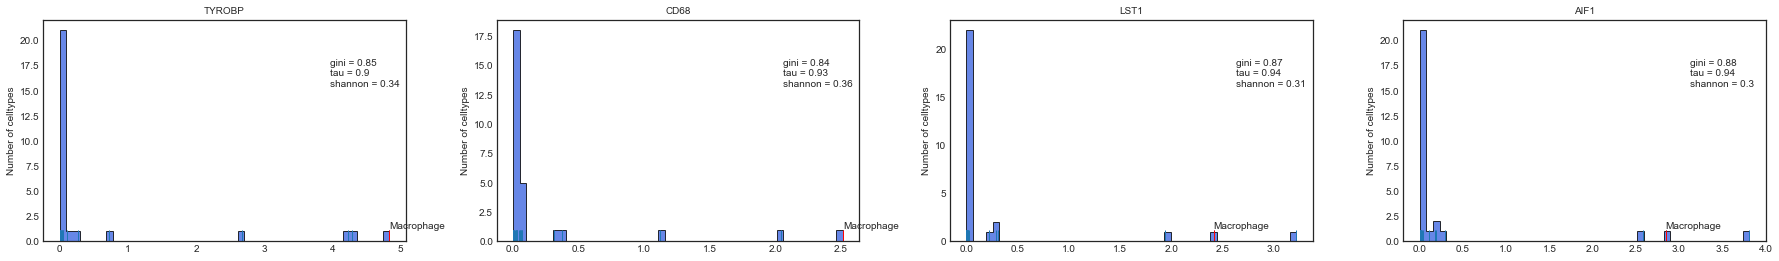 TYROBP
Number of celltypes
20.0
17.5
15.0
12.5
10.0
7.5
5.0
2.5
0.0
gini = 0.85
tau = 0.9
shannon = 0.34
Macrophage
0 1 2 3 4 5
CD68
Number of celltypes
17.5
15.0
12.5
10.0
7.5
5.0
2.5
0.0
gini = 0.84
tau = 0.93
shannon = 0.36
Macrophage
0.0 0.5 1.0 1.5 2.0 2.5
LST1
Number of celltypes
20
15
10
5
0
gini = 0.87
tau = 0.94
shannon = 0.31
Macrophage
0.0 0.5 1.0 1.5 2.0 2.5 3.0
AIF1
Number of celltypes
20.0
17.5
15.0
12.5
10.0
7.5
5.0
2.5
0.0
gini = 0.88
tau = 0.94
shannon = 0.3
Macrophage
0.0 0.5 1.0 1.5 2.0 2.5 3.0 3.5 4.0